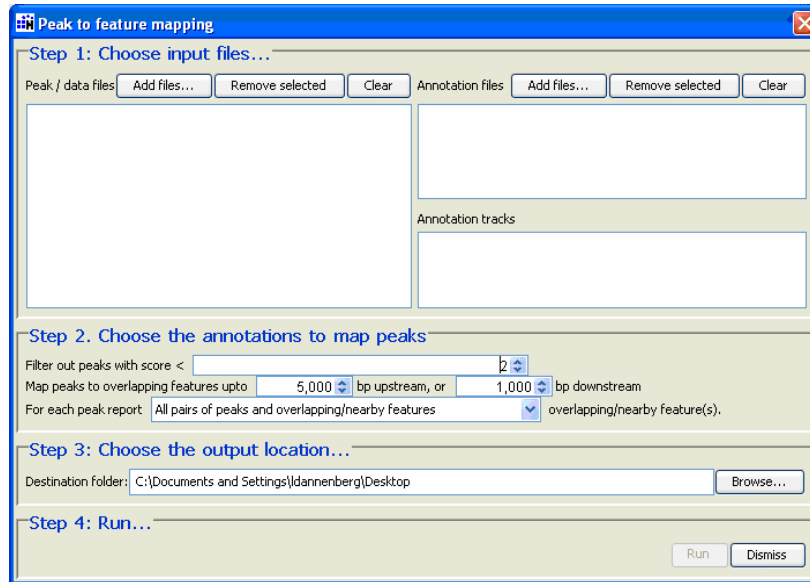 Peak to feature mapping
Step 1: Choose input files...
Peak / data files Add files... Remove selected Clear Annotation files Add files... Remove selected Clear
Annotation tracks
Step 2. Choose the annotations to map peaks
Filter out peaks with score < 2
Map peaks to overlapping features upto 5,000 bp upstream, or 1,000 bp downstream
For each peak report All pairs of peaks and overlapping/nearby features overlapping/nearby feature(s).
Step 3: Choose the output location...
Destination folder: C:\Documents and Settings\ldannenberg\Desktop Browse...
Step 4: Run...
Run Dismiss